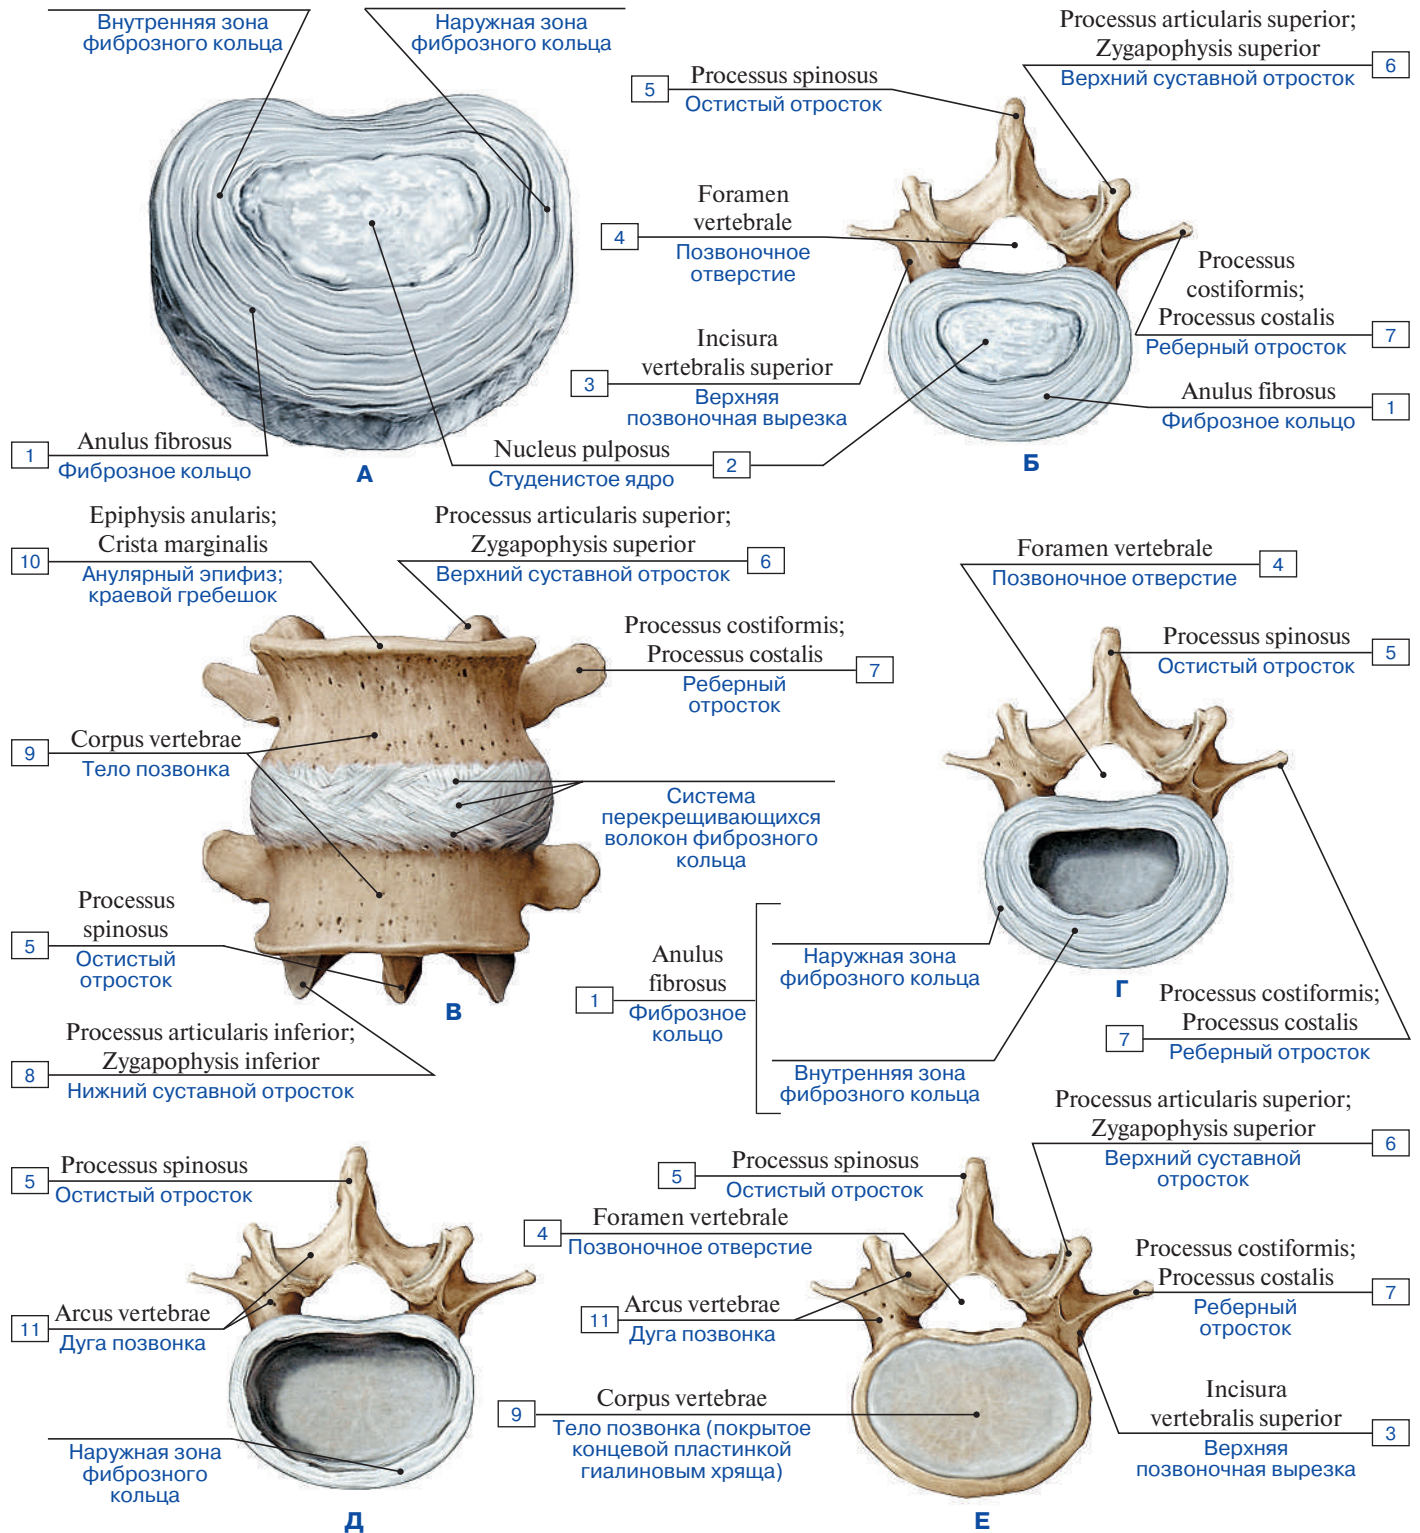 Внутренняя зона
фиброзного кольца
Наружная зона
фиброзного кольца
Processus articularis superior;
Zygapophysis superior
6
Верхний суставной отросток
Processus spinosus
5
Остистый отросток
Foramen
vertebrale
4
Позвоночное
отверстие
Processus
costiformis;
Processus costalis
7
Реберный отросток
Incisura
vertebralis superior
3
Верхняя
позвоночная вырезка
Anulus fibrosus
1
Фиброзное кольцо
Anulus fibrosus
1
Фиброзное кольцо
А
Nucleus pulposus
2
Студенистое ядро
Б
Epiphysis anularis;
Crista marginalis
10
Анулярный эпифиз;
краевой гребешок
Processus articularis superior;
Zygapophysis superior
6
Верхний суставной отросток
Foramen vertebrale
4
Позвоночное отверстие
Processus costiformis;
Processus costalis
7
Реберный
отросток
Processus spinosus
5
Остистый отросток
Corpus vertebrae
9
Тело позвонка
Система
перекрещивающихся
волокон фиброзного
кольца
Processus
spinosus
5
Остистый
отросток
В
Anulus
fibrosus
1
Фиброзное
кольцо
Наружная зона
фиброзного кольца
Внутренняя зона
фиброзного кольца
Г
Processus costiformis;
Processus costalis
7
Реберный отросток
Processus articularis inferior;
Zygapophysis inferior
8
Нижний суставной отросток
Processus articularis superior;
Zygapophysis superior
6
Верхний суставной
отросток
Processus spinosus
5
Остистый отросток
Processus spinosus
5
Остистый отросток
Foramen vertebrale
4
Позвоночное отверстие
Processus costiformis;
Processus costalis
7
Реберный
отросток
Arcus vertebrae
11
Дуга позвонка
Arcus vertebrae
11
Дуга позвонка
Corpus vertebrae
9
Тело позвонка (покрытое
концевой пластинкой
гиалиновым хряща)
Incisura
vertebralis superior
3
Верхняя
позвоночная вырезка
Наружная зона
фиброзного
кольца
Д
Е